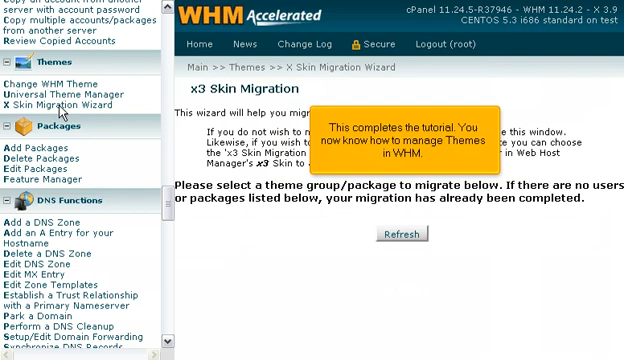 Copy an account from another
server with account password
Copy multiple accounts/packages
from another server
Review Copied Accounts
Themes
Change WHM Theme
Universal Theme Manager
X Skin Migration Wizard
Packages
Add Packages
Delete Packages
Edit Packages
Feature Manager
DNS Functions
Add a DNS Zone
Add an A Entry for your
Hostname
Delete a DNS Zone
Edit DNS Zone
Edit MX Entry
Edit Zone Templates
Establish a Trust Relationship
with a Primary Nameserver
Park a Domain
Perform a DNS Cleanup
Setup/Edit Domain Forwarding
Synchronize DNS Records
WHM Accelerated
cPanel 11.24.5-R37946 - WHM 11.24.2 - X 3.9
CENTOS 5.3 i686 standard on test
Home News Change Log Secure Logout (root)
Main >> Themes >> X Skin Migration Wizard
x3 Skin Migration
This wizard will help you migr
If you do not wish to n
e this window.
Likewise, if you wish to
e you can choose
the 'x3 Skin Migration
r in Web Host
Manager's x3 Skin to
This completes the tutorial. You
now know how to manage Themes
in WHM.
Please select a theme group/package to migrate below. If there are no users
or packages listed below, your migration has already been completed.
Refresh